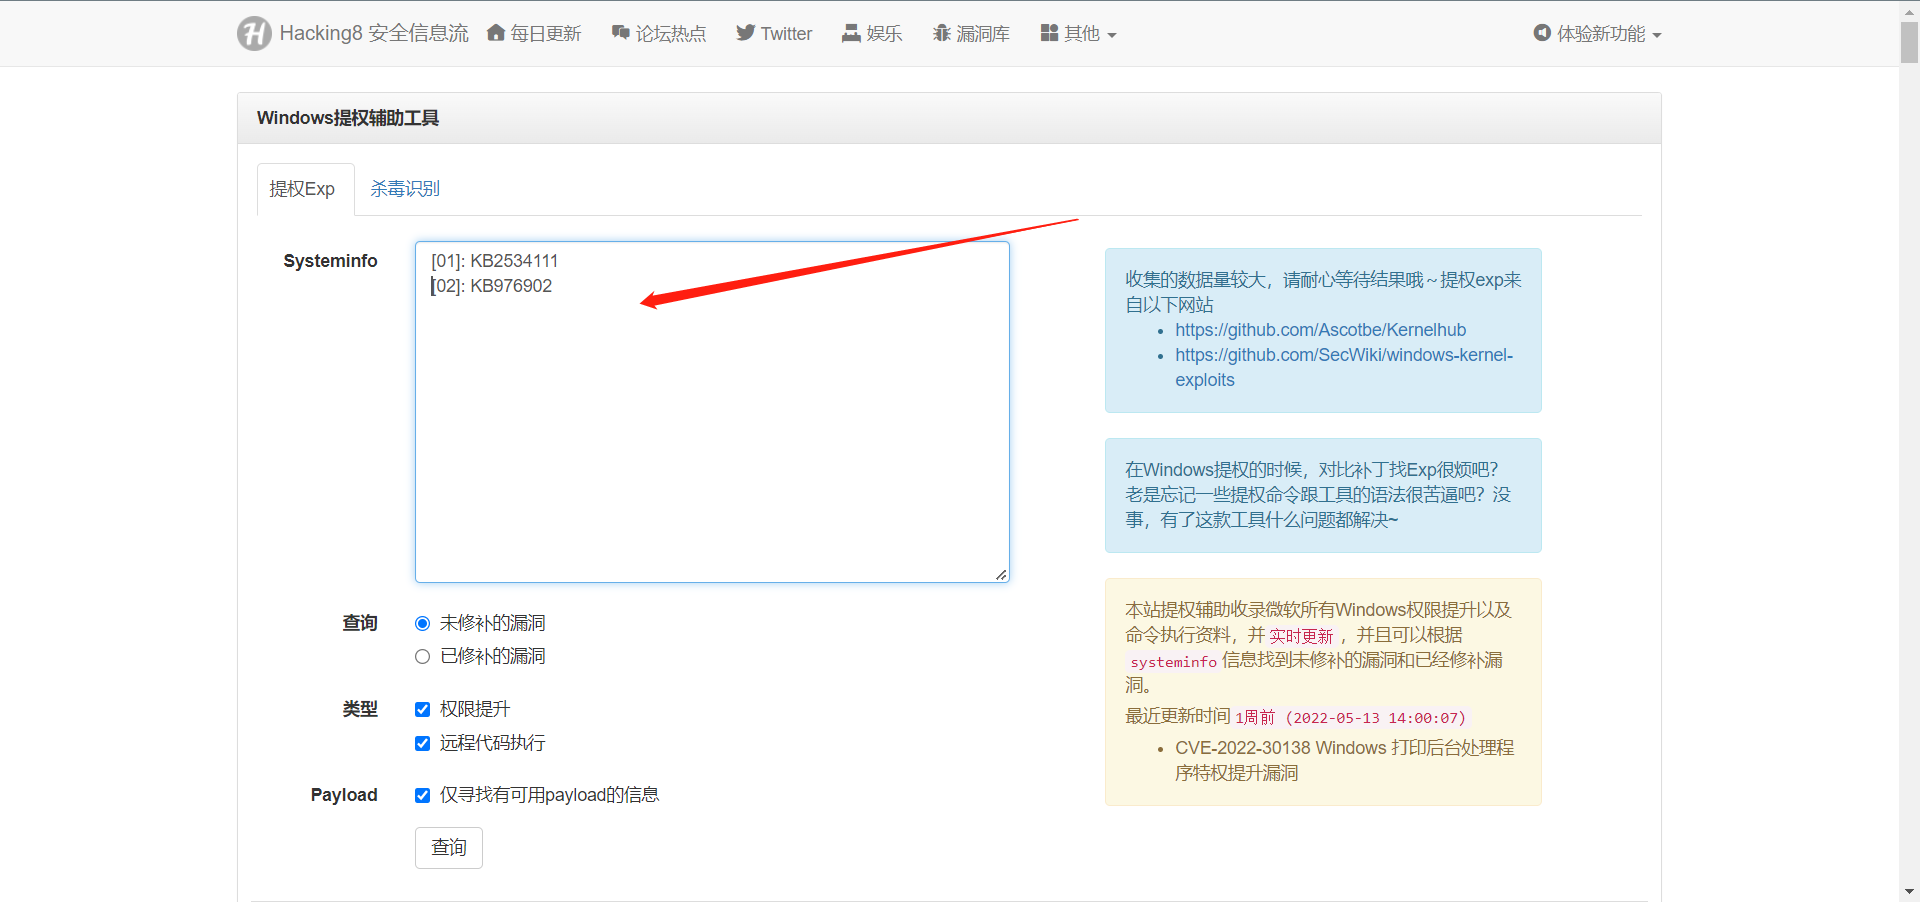 Hacking8 安全信息流 每日更新 论坛热点 Twitter 娱乐 漏洞库 其他 体验新功能
Windows提权辅助工具
提权Exp 杀毒识别
Systeminfo
[01]: KB2534111
[02]: KB976902
查询
未修补的漏洞
已修补的漏洞
类型
权限提升
远程代码执行
Payload
仅寻找有可用payload的信息
查询
收集的数据量较大，请耐心等待结果哦～提权exp来
自以下网站
https://github.com/Ascotbe/Kernelhub
https://github.com/SecWiki/windows-kernel-
exploits
在Windows提权的时候，对比补丁找Exp很烦吧？
老是忘记一些提权命令跟工具的语法很苦逼吧？没
事，有了这款工具什么问题都解决~
本站提权辅助收录微软所有Windows权限提升以及
命令执行资料，并 实时更新 ，并且可以根据
systeminfo 信息找到未修补的漏洞和已经修补漏
洞。
最近更新时间 1周前 (2022-05-13 14:00:07)
CVE-2022-30138 Windows 打印后台处理程
序特权提升漏洞